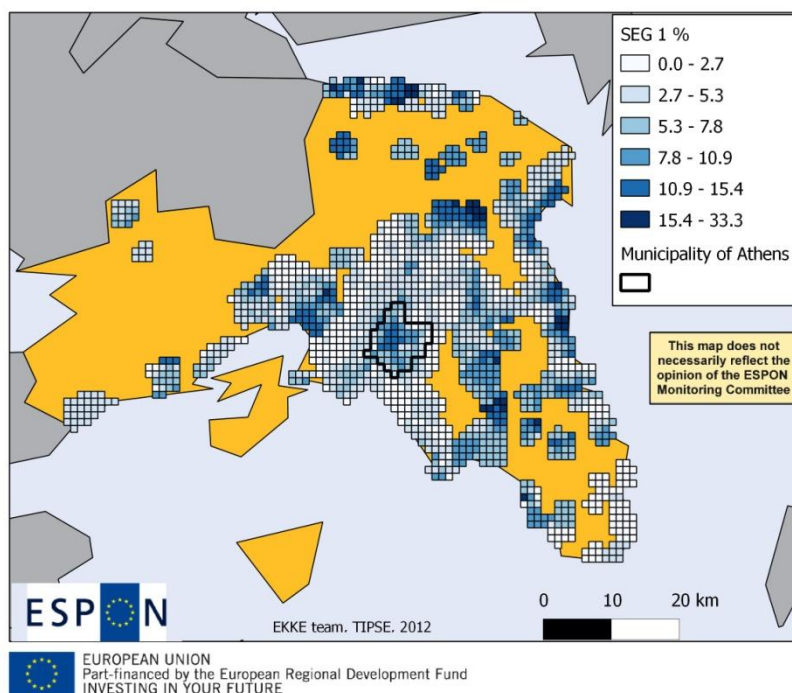 SEG 1 %
0.0 - 2.7
2.7 - 5.3
5.3 - 7.8
7.8 - 10.9
10.9 - 15.4
15.4 - 33.3
Municipality of Athens
This map does not
necessarily reflect the
opinion of the ESPON
Monitoring Committee
ESPON
EKKE team. TIPSE. 2012
0 10 20 km
EUROPEAN UNION
Part-financed by the European Regional Development Fund
INVESTING IN YOUR FUTURE